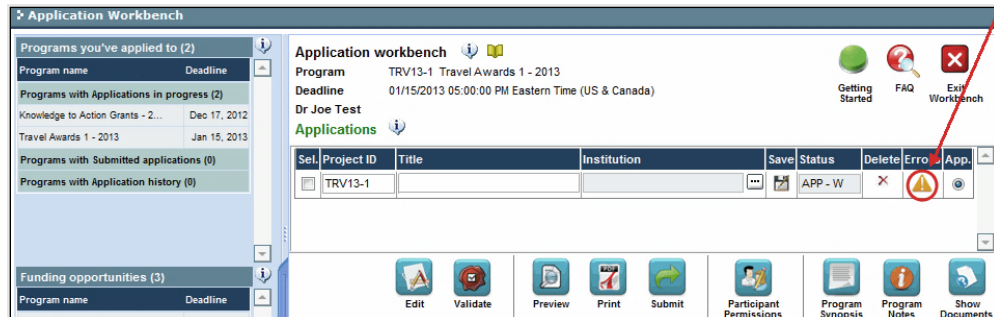 Application Workbench
Programs you've applied to (2)
Program name Deadline
Programs with Applications in progress (2)
Knowledge to Action Grants - 2... Dec 17, 2012
Travel Awards 1 - 2013 Jan 15, 2013
Programs with Submitted applications (0)
Programs with Application history (0)
Funding opportunities (3)
Program name Deadline
Application workbench
Program TRV13-1 Travel Awards 1 - 2013
Deadline 01/15/2013 05:00:00 PM Eastern Time (US & Canada)
Dr Joe Test
Applications
Getting Started
FAQ
Exit Workbench
Sel. Project ID Title Institution Save Status Delete Errors App.
TRV13-1 ... APP - W
Edit Validate Preview Print Submit Participant Permissions Program Synopsis Program Notes Show Documents